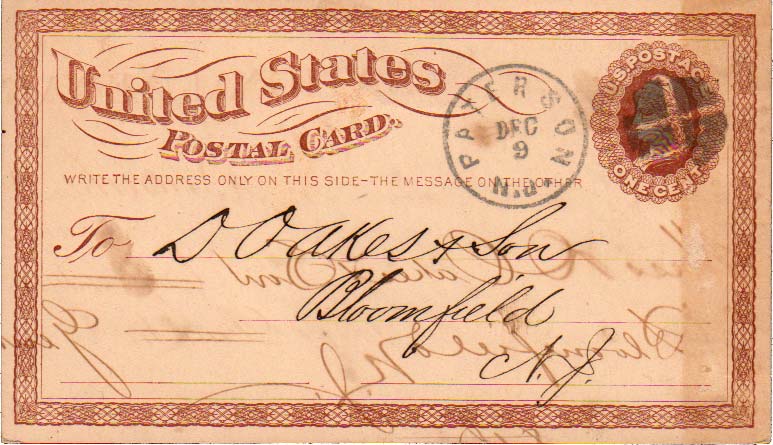 United States
POSTAL CARD.
WRITE THE ADDRESS ONLY ON THIS SIDE-THE MESSAGE ON THE OTHER
PATERSON
DEC
9
N.J.
U.S. POSTAGE
ONE CENT
To D Oakes & Son
Bloomfield
N.J.